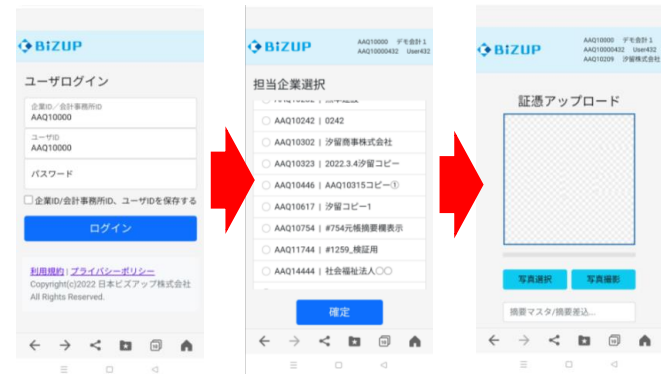 BiZUP
ユーザログイン
企業ID／会計事務所ID
AAQ10000
ユーザID
AAQ10000
パスワード
企業ID/会計事務所ID、ユーザIDを保存する
ログイン
利用規約 | プライバシーポリシー
Copyright(c)2022 日本ビズアップ株式会社
All Rights Reserved.
10
BiZUP
AAQ10000 デモ会計１
AAQ10000432 User432
担当企業選択
AAQ10242 | 0242
AAQ10302 | 汐留商事株式会社
AAQ10323 | 2022.3.4汐留コピー
AAQ10446 | AAQ10315コピー①
AAQ10617 | 汐留コピー1
AAQ10754 | #754元帳摘要欄表示
AAQ11744 | #1259_検証用
AAQ14444 | 社会福祉法人〇〇
確定
10
BiZUP
AAQ10000 デモ会計１
AAQ10000432 User432
AAQ10209 汐留株式会社
証憑アップロード
写真選択
写真撮影
摘要マスタ/摘要差込...
10